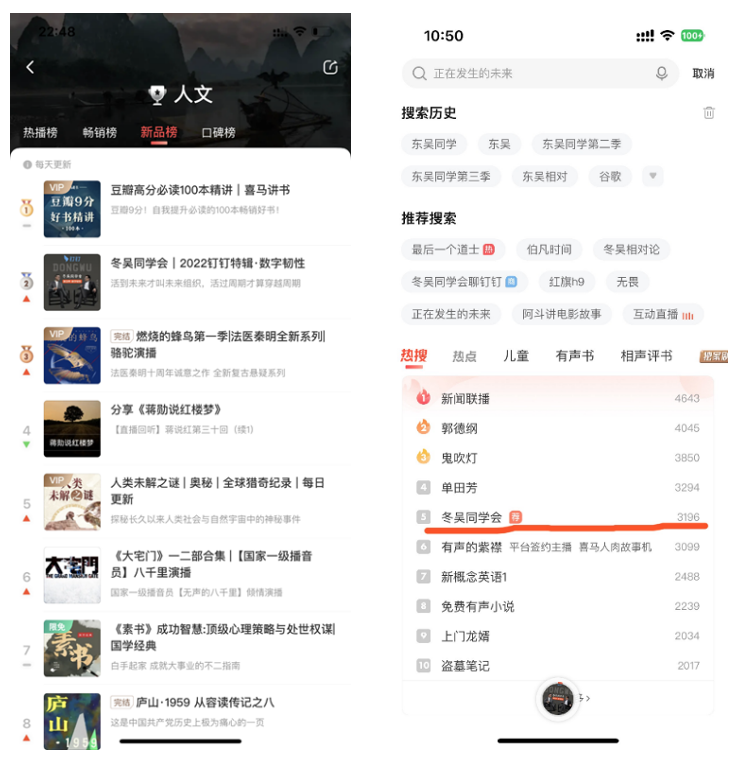 22:48
人文
热播榜 畅销榜 新品榜 口碑榜
每天更新
1
VIP
豆瓣9分
好书精讲
·100本·
豆瓣高分必读100本精讲｜喜马讲书
豆瓣9分！自我提升必读的100本畅销好书！
2
钉钉
DONGWU
冬吴同学会｜2022钉钉特辑·数字韧性
活到未来才叫未来组织，活过周期才算穿越周期
3
VIP
的蜂鸟
完结 燃烧的蜂鸟第一季|法医秦明全新系列|
骆驼演播
法医秦明十周年诚意之作 全新复古悬疑系列
4
蒋勋说红楼梦
分享《蒋勋说红楼梦》
【直播回听】蒋说红第三十回（续1）
5
VIP
人类
未解之谜
人类未解之谜｜奥秘｜全球猎奇纪录｜每日
更新
探秘长久以来人类社会与自然宇宙中的神秘事件
6
大宅門
《大宅门》一二部合集 |【国家一级播音
员】八千里演播
国家一级播音员【无声的八千里】倾情演播
7
限免
素书
《素书》成功智慧:顶级心理策略与处世权谋|
国学经典
白手起家 成就大事业的不二指南
8
庐山
·1959
完结 庐山·1959 从容读传记之八
这是中国共产党历史上极为痛心的一页
10:50
100+
正在发生的未来 取消
搜索历史
东吴同学 东吴 东吴同学第二季
东吴同学第三季 东吴相对 谷歌
推荐搜索
最后一个道士 热 伯凡时间 冬吴相对论
冬吴同学会聊钉钉 商 红旗h9 无畏
正在发生的未来 阿斗讲电影故事 互动直播
热搜 热点 儿童 有声书 相声评书
1 新闻联播 4643
2 郭德纲 4045
3 鬼吹灯 3850
4 单田芳 3294
5 冬吴同学会 荐 3196
6 有声的紫襟 平台签约主播 喜马人肉故事机 3099
7 新概念英语1 2488
8 免费有声小说 2239
9 上门龙婿 2034
10 盗墓笔记 2017